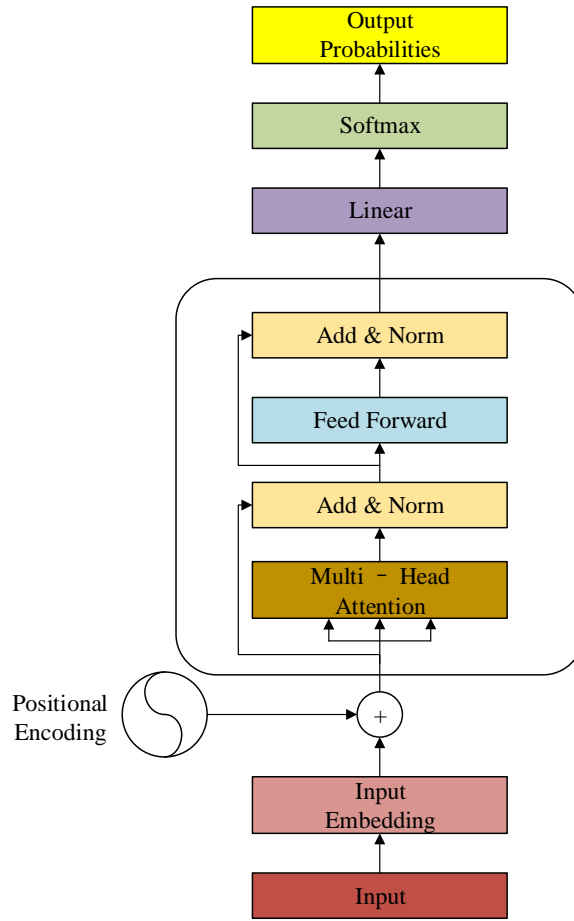 Output
Probabilities
Softmax
Linear
Add & Norm
Feed Forward
Add & Norm
Multi - Head
Attention
Positional
Encoding
+
Input
Embedding
Input